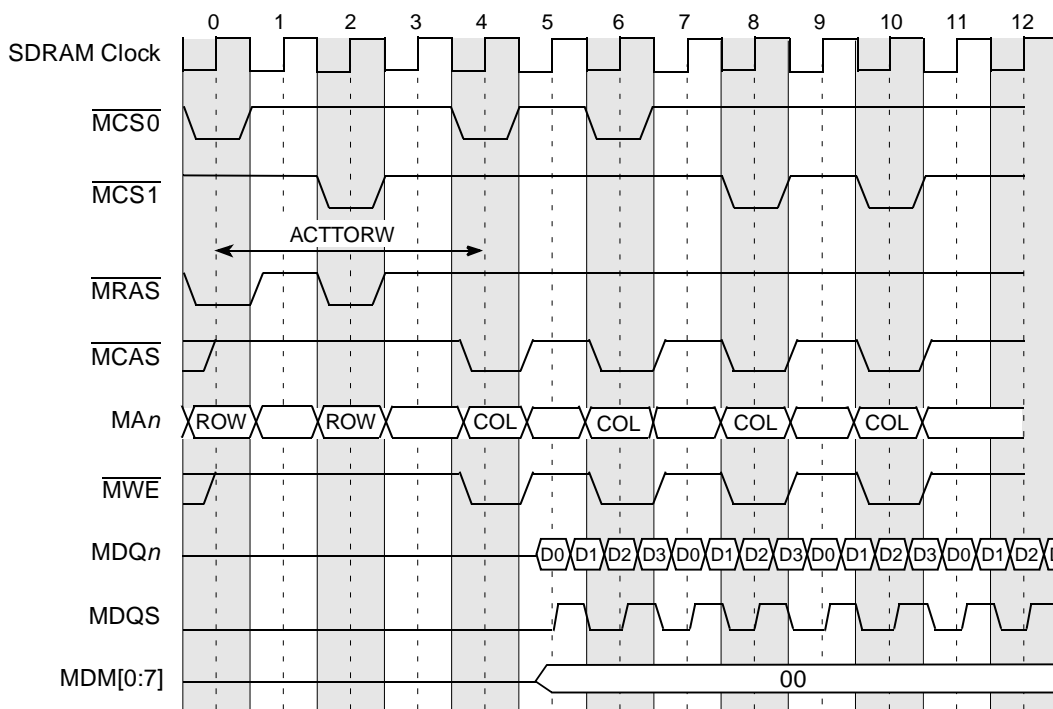 0 1 2 3 4 5 6 7 8 9 10 11 12
SDRAM Clock
MCS0
MCS1
ACTTORW
MRAS
MCAS
MAn ROW ROW COL COL COL COL
MWE
MDQn D0 D1 D2 D3 D0 D1 D2 D3 D0 D1 D2 D3 D0 D1 D2
MDQS
MDM[0:7] 00